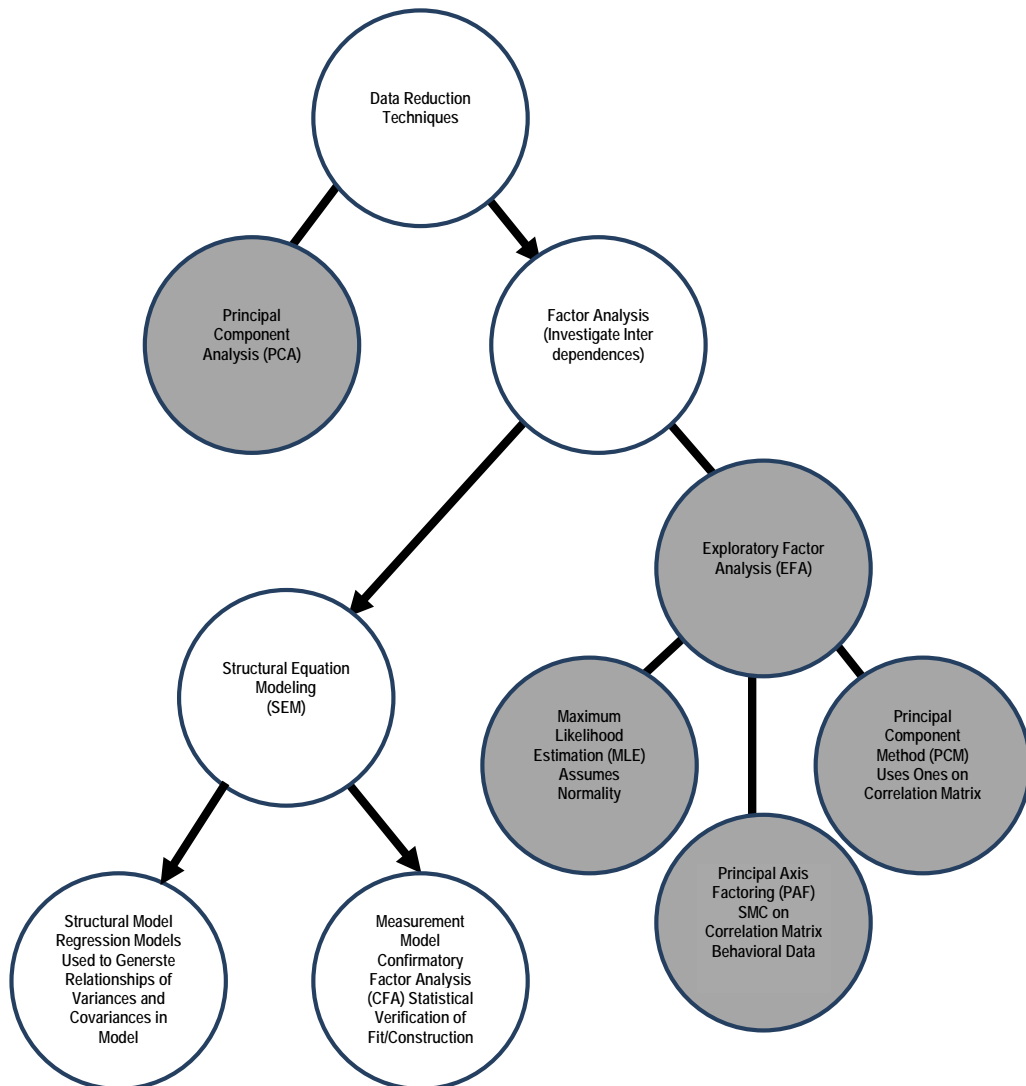 Data Reduction
Techniques
Principal
Component
Analysis (PCA)
Factor Analysis
(Investigate Inter
dependences)
Exploratory Factor
Analysis (EFA)
Structural Equation
Modeling
(SEM)
Maximum
Likelihood
Estimation (MLE)
Assumes
Normality
Principal
Component
Method (PCM)
Uses Ones on
Correlation Matrix
Principal Axis
Factoring (PAF)
SMC on
Correlation Matrix
Behavioral Data
Structural Model
Regression Models
Used to Generste
Relationships of
Variances and
Covariances in
Model
Measurement
Model
Confirmatory
Factor Analysis
(CFA) Statistical
Verification of
Fit/Construction